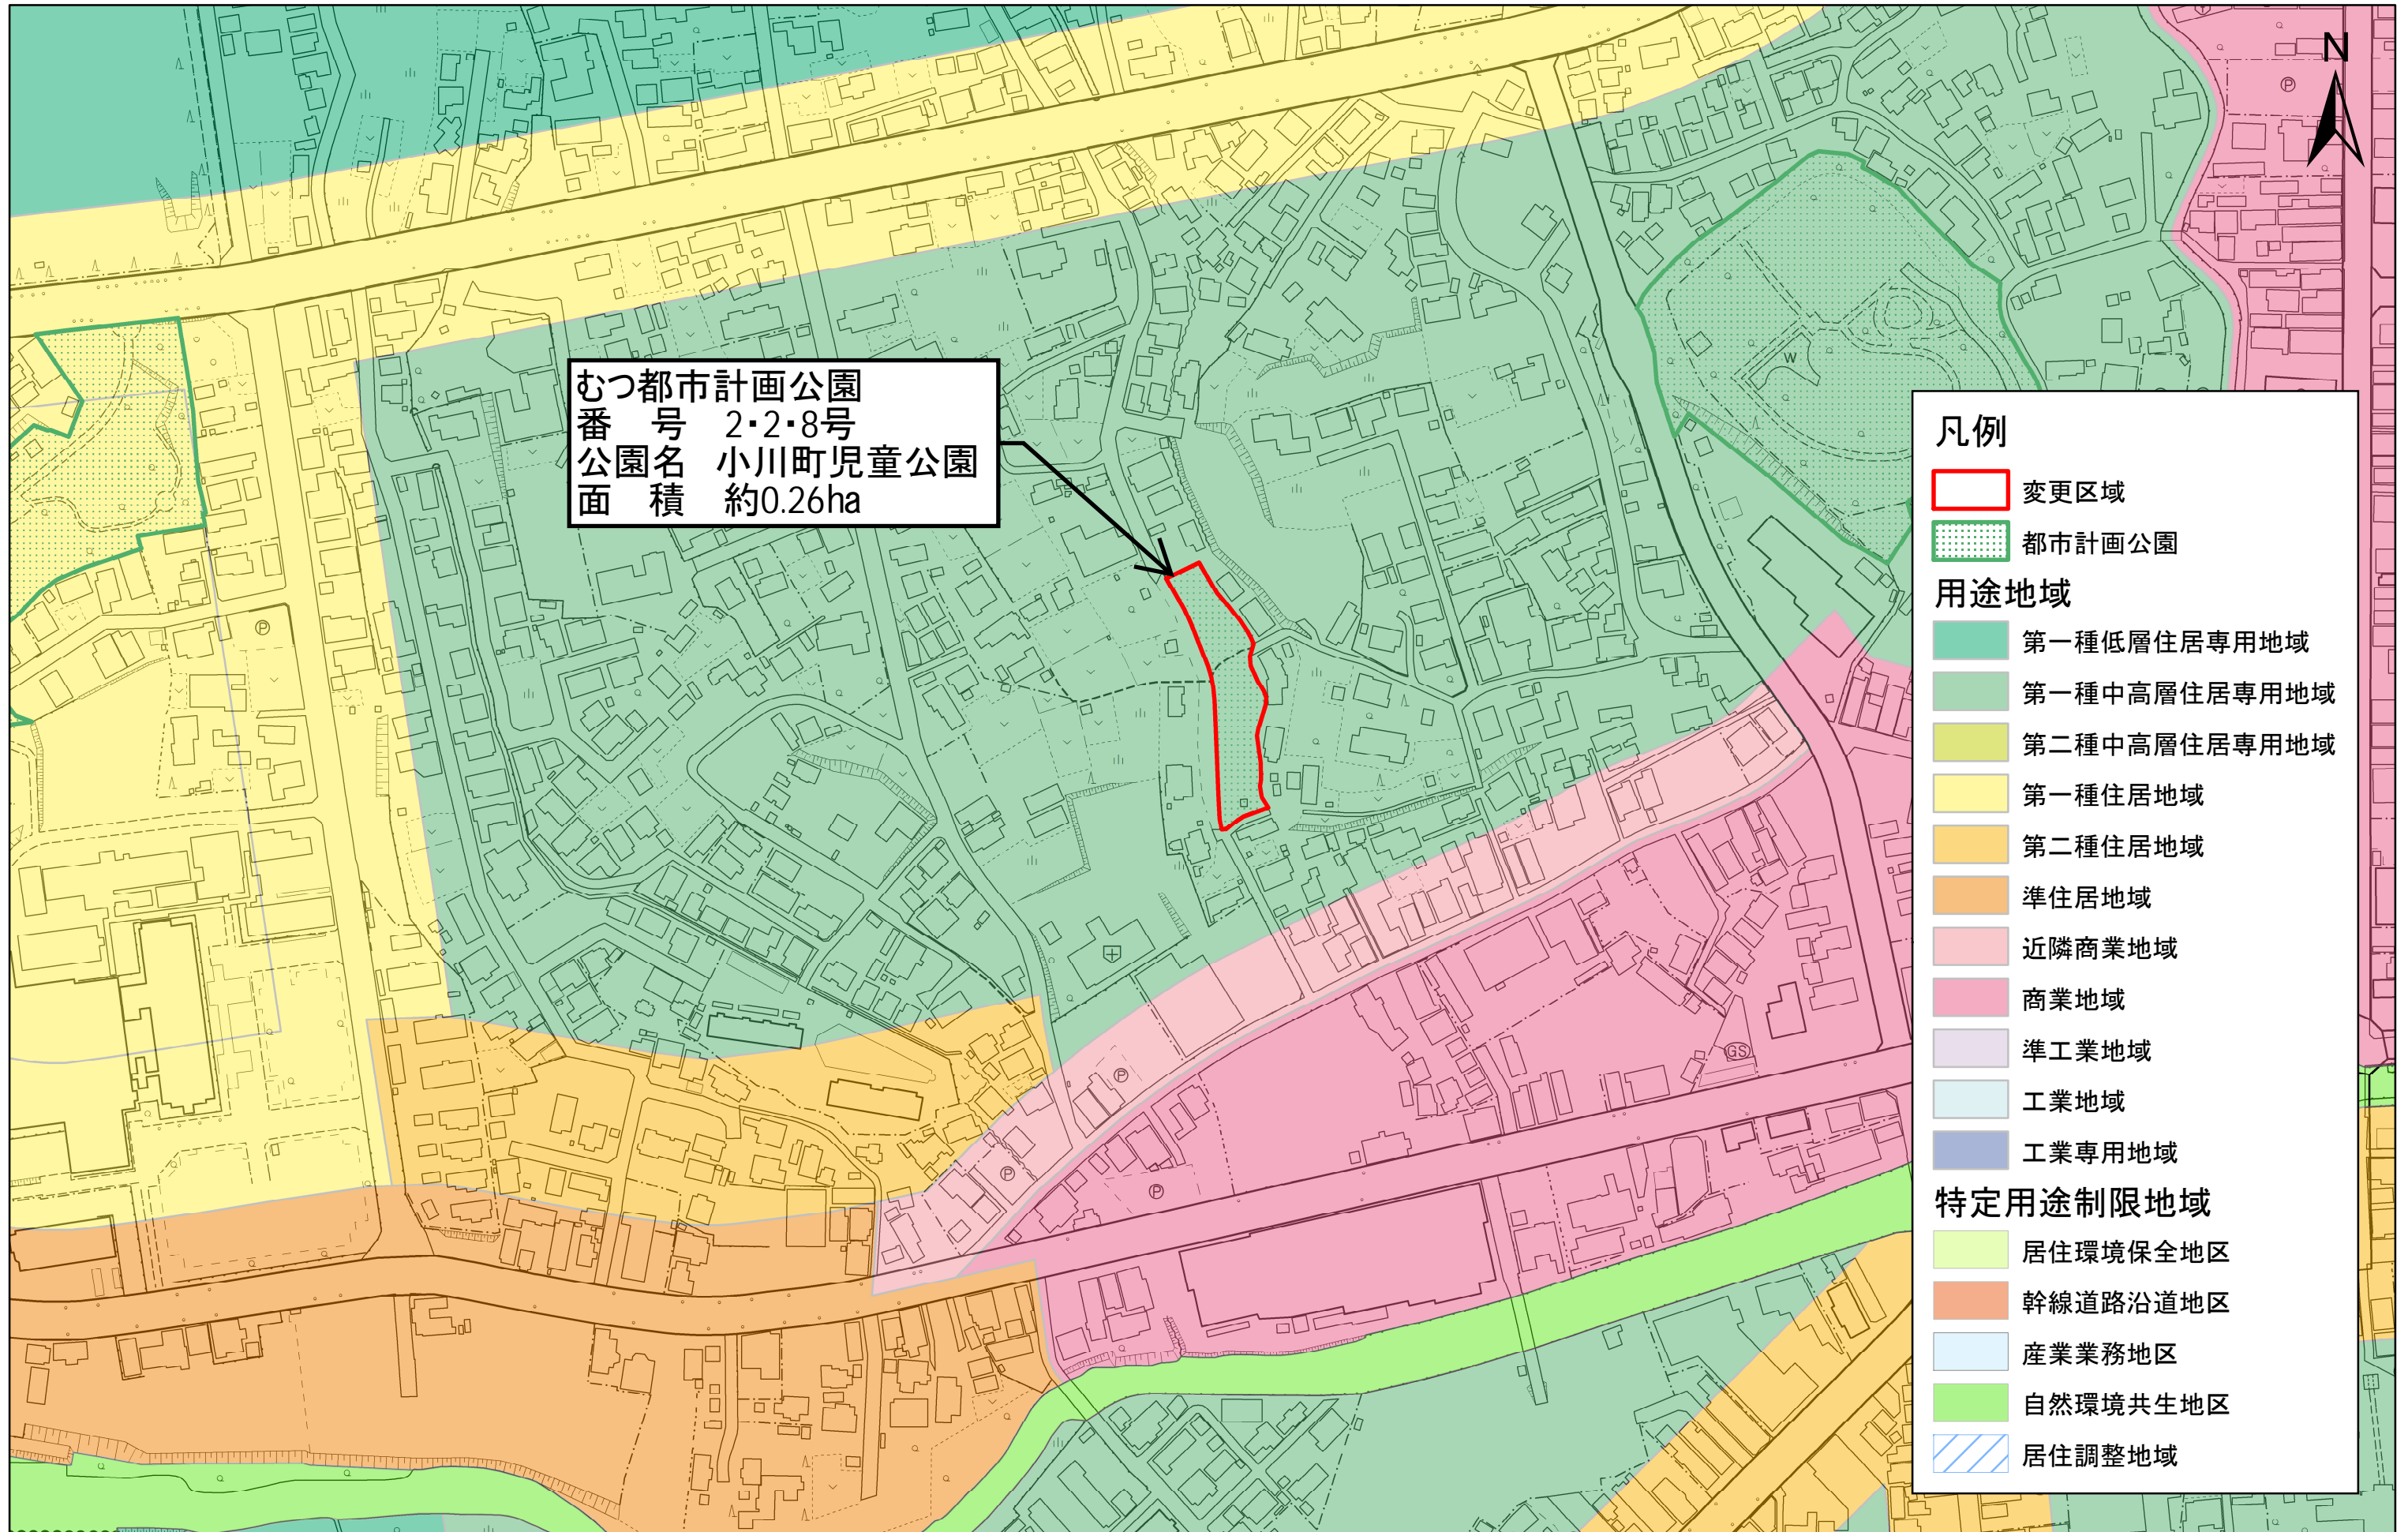 N
むつ都市計画公園
番　号　2・2・8号
公園名　小川町児童公園
面　積　約0.26ha
W
P
P
P
P
P
GS
凡例
変更区域
都市計画公園
用途地域
第一種低層住居専用地域
第一種中高層住居専用地域
第二種中高層住居専用地域
第一種住居地域
第二種住居地域
準住居地域
近隣商業地域
商業地域
準工業地域
工業地域
工業専用地域
特定用途制限地域
居住環境保全地区
幹線道路沿道地区
産業業務地区
自然環境共生地区
居住調整地域